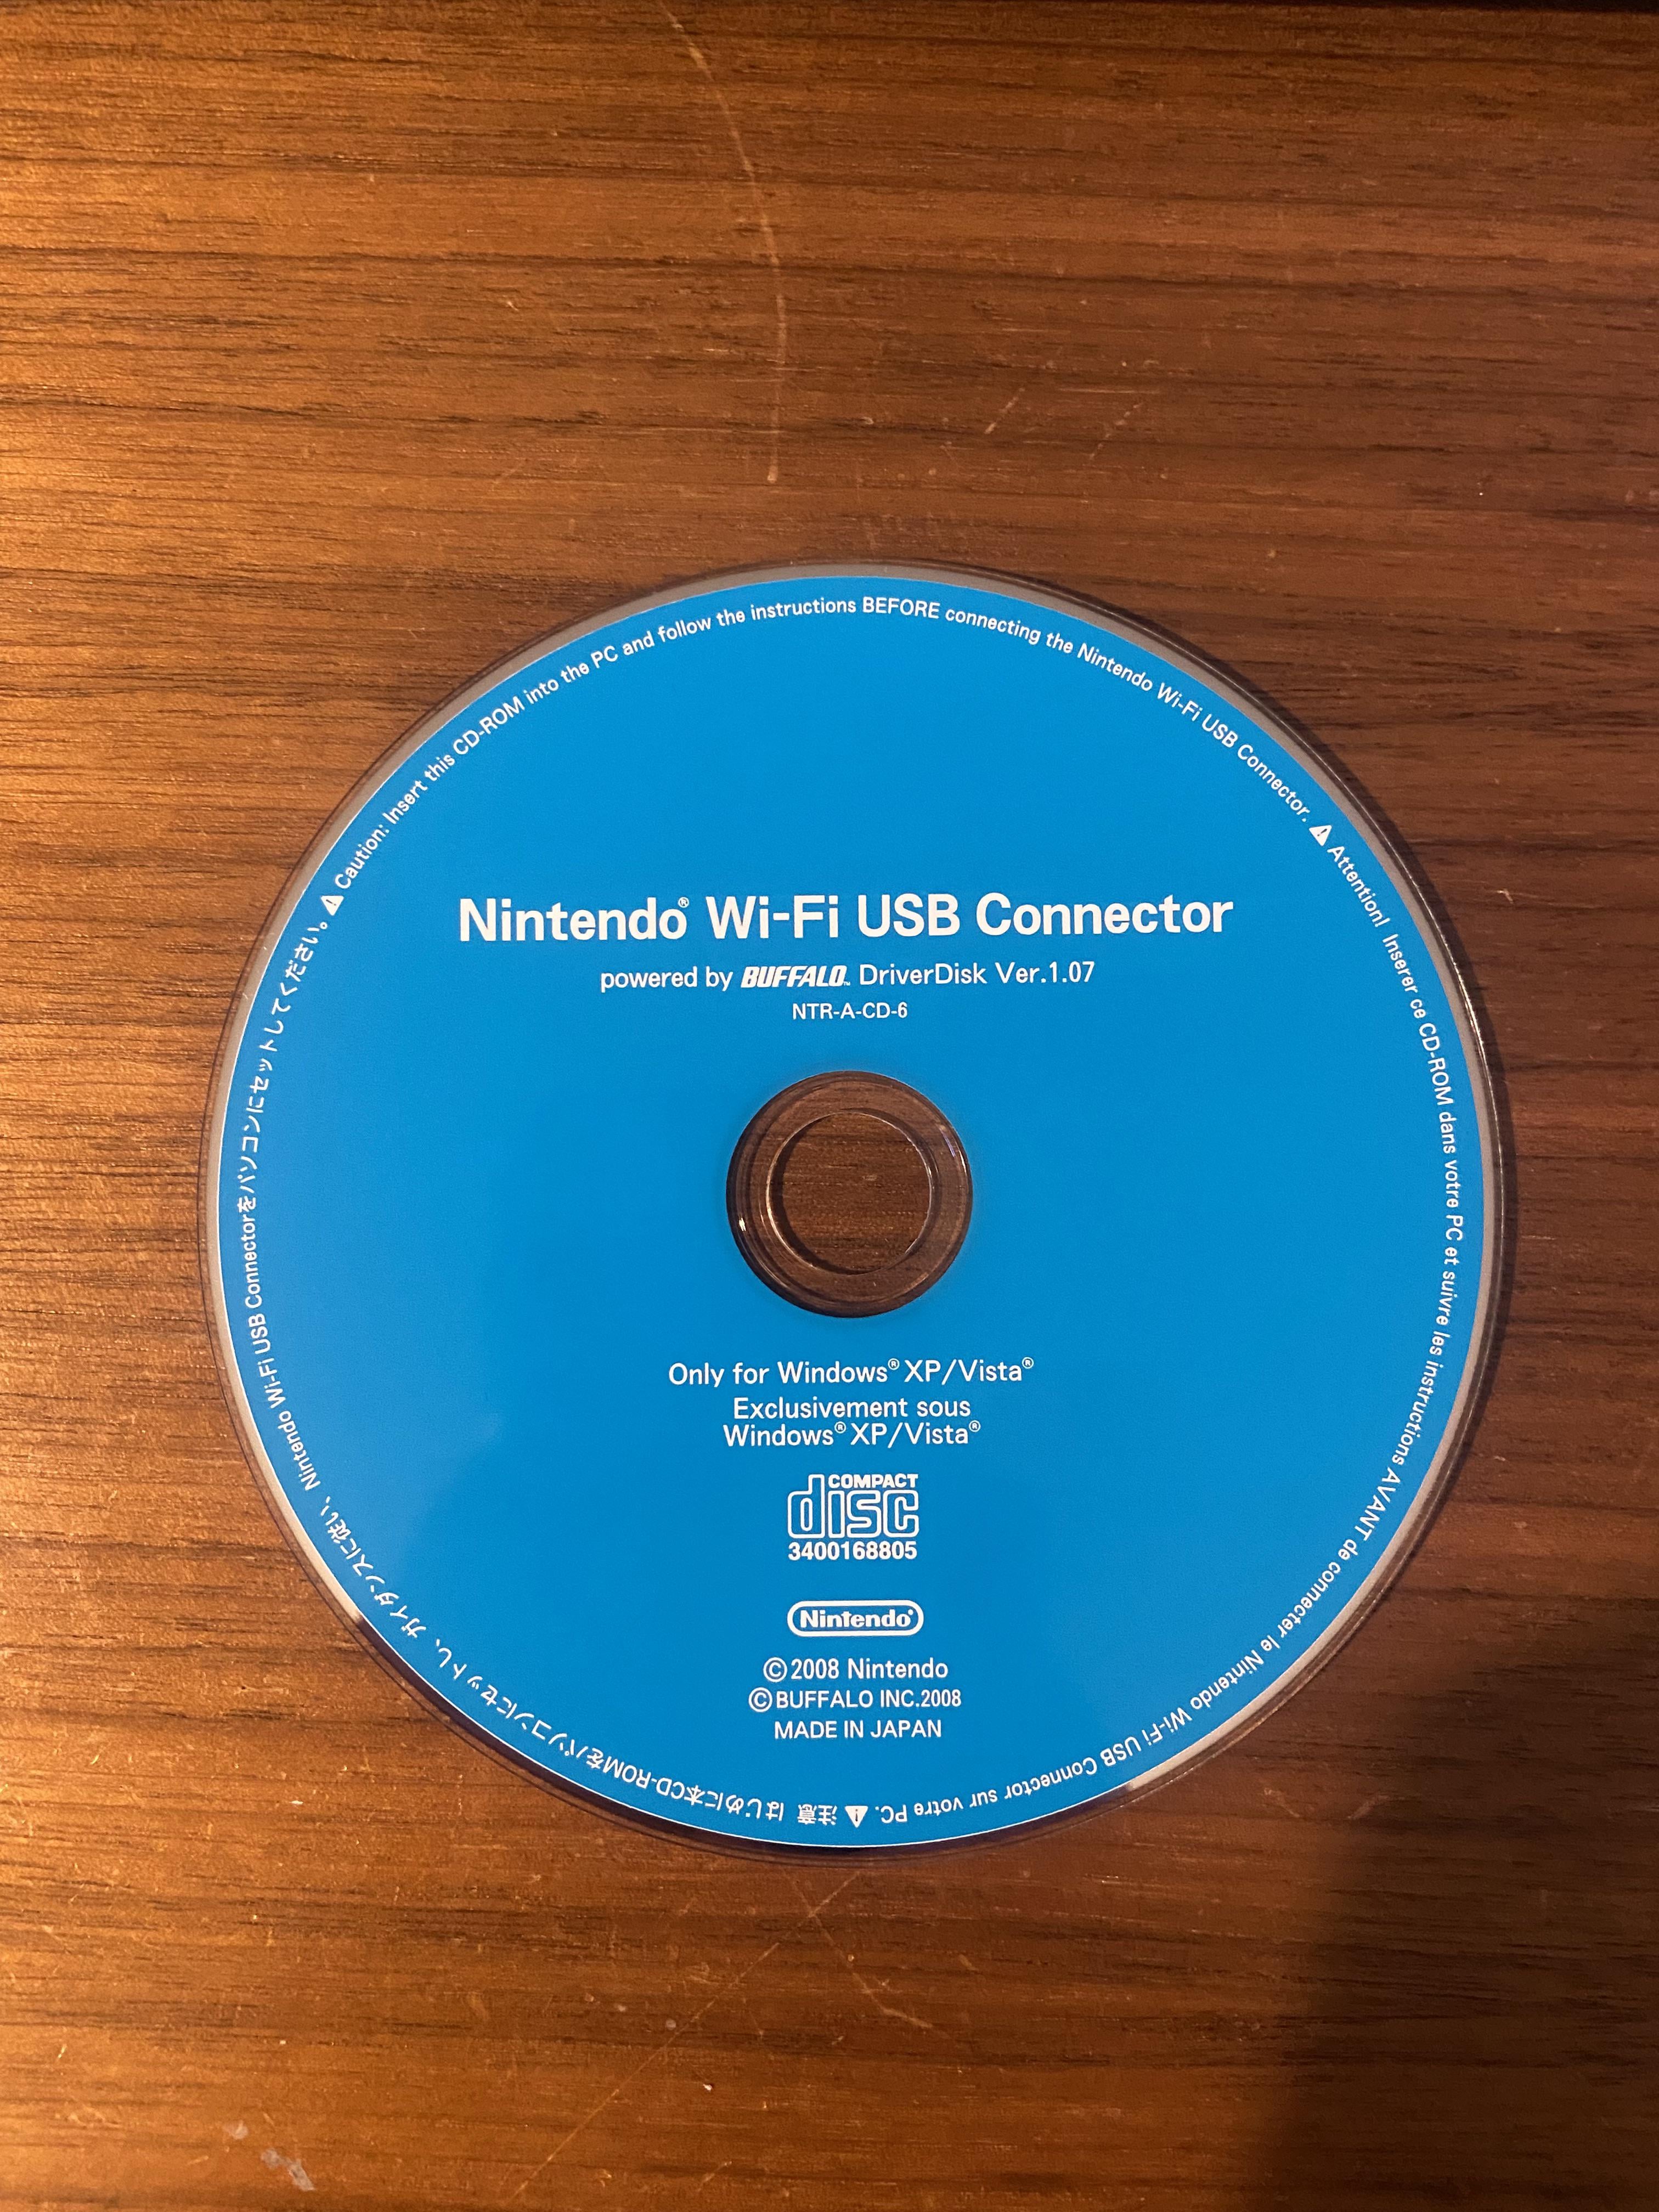 Nintendo® Wi-Fi USB Connector
powered by BUFFALO™ DriverDisk Ver.1.07
NTR-A-CD-6
Only for Windows® XP/Vista®
Exclusivement sous
Windows® XP/Vista®
COMPACT
disc
3400168805
Nintendo®
©2008 Nintendo
©BUFFALO INC.2008
MADE IN JAPAN
⚠ Caution: Insert this CD-ROM into the PC and follow the instructions BEFORE connecting the Nintendo Wi-Fi USB Connector.
⚠ Attention! Inserer ce CD-ROM dans votre PC et suivre les instructions AVANT de connecter le Nintendo Wi-Fi USB Connector sur votre PC.
⚠ 注意 はじめに本CD-ROMをパソコンにセットし、ガイダンスに従い、Nintendo Wi-Fi USB Connectorをパソコンにセットしてください。